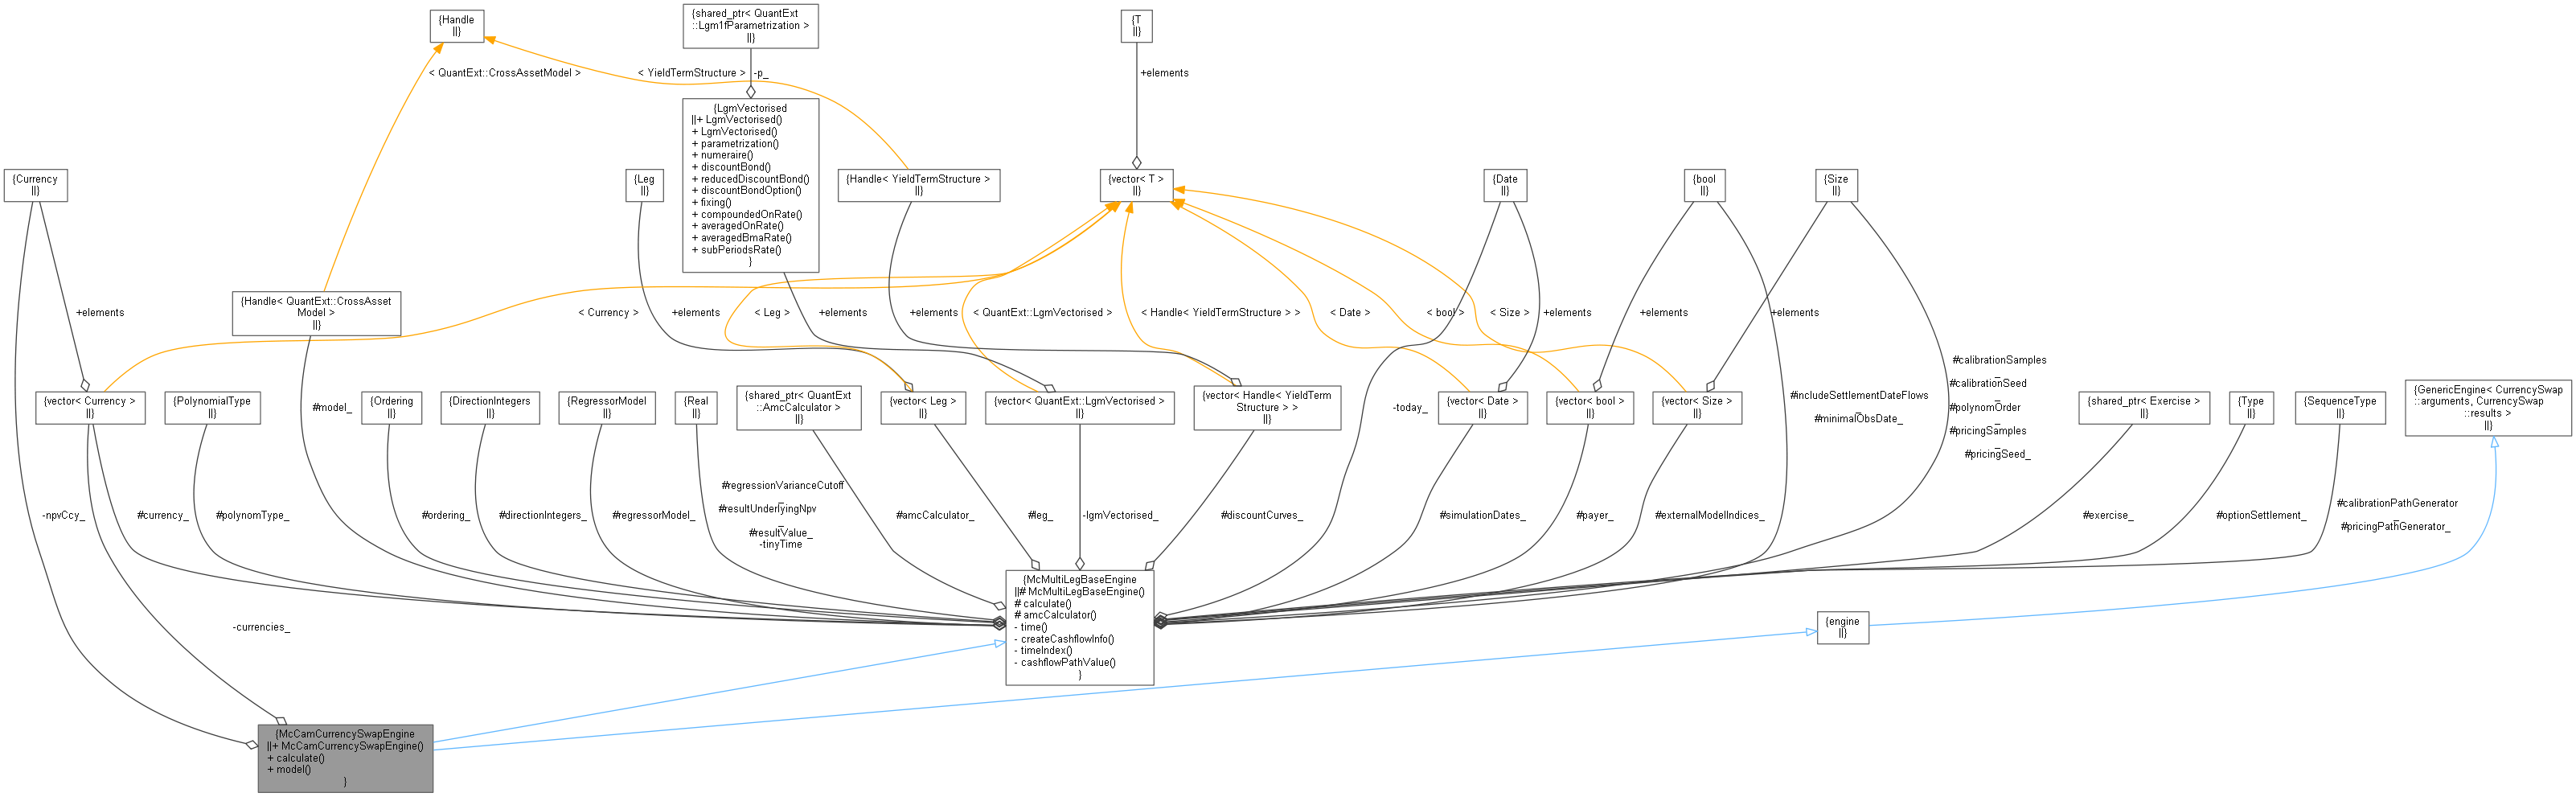 {Handle
||}
{shared_ptr< QuantExt
::Lgm1fParametrization >
||}
{T
||}
< QuantExt::CrossAssetModel >
< YieldTermStructure >
-p_
+elements
{LgmVectorised
||+ LgmVectorised()
+ LgmVectorised()
+ parametrization()
+ numeraire()
+ discountBond()
+ reducedDiscountBond()
+ discountBondOption()
+ fixing()
+ compoundedOnRate()
+ averagedOnRate()
+ averagedBmaRate()
+ subPeriodsRate()
}
{Currency
||}
{Leg
||}
{Handle< YieldTermStructure >
||}
{vector< T >
||}
{Date
||}
{bool
||}
{Size
||}
{Handle< QuantExt::CrossAsset
Model >
||}
+elements
< Currency >
+elements
< Leg >
+elements
+elements
< QuantExt::LgmVectorised >
< Handle< YieldTermStructure > >
< Date >
+elements
< bool >
< Size >
+elements
+elements
{vector< Currency >
||}
{PolynomialType
||}
#model_
{Ordering
||}
{DirectionIntegers
||}
{RegressorModel
||}
{Real
||}
{shared_ptr< QuantExt
::AmcCalculator >
||}
{vector< Leg >
||}
{vector< QuantExt::LgmVectorised >
||}
{vector< Handle< YieldTerm
Structure > >
||}
-today_
{vector< Date >
||}
{vector< bool >
||}
{vector< Size >
||}
#includeSettlementDateFlows
_
#minimalObsDate_
#calibrationSamples
_
#calibrationSeed
_
#polynomOrder
_
#pricingSamples
_
#pricingSeed_
{shared_ptr< Exercise >
||}
{Type
||}
{SequenceType
||}
{GenericEngine< CurrencySwap
::arguments, CurrencySwap
::results >
||}
-npvCcy_
#currency_
#polynomType_
#ordering_
#directionIntegers_
#regressorModel_
#regressionVarianceCutoff
_
#resultUnderlyingNpv
_
#resultValue_
-tinyTime
#amcCalculator_
#leg_
-lgmVectorised_
#discountCurves_
#simulationDates_
#payer_
#externalModelIndices_
#exercise_
#optionSettlement_
#calibrationPathGenerator
_
#pricingPathGenerator_
-currencies_
{McMultiLegBaseEngine
||# McMultiLegBaseEngine()
# calculate()
# amcCalculator()
- time()
- createCashflowInfo()
- timeIndex()
- cashflowPathValue()
}
{engine
||}
{McCamCurrencySwapEngine
||+ McCamCurrencySwapEngine()
+ calculate()
+ model()
}